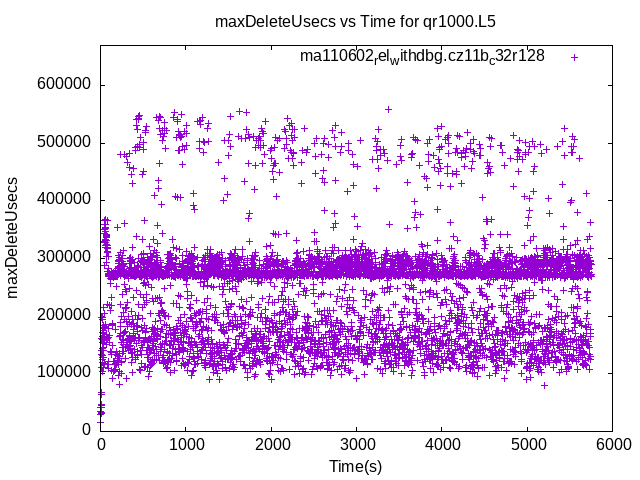 maxDeleteUsecs vs Time for qr1000.L5
ma110602relwithdbg.cz11bc32r128
700000
600000
500000
400000
300000
200000
100000
0
maxDeleteUsecs
0 1000 2000 3000 4000 5000 6000
Time(s)